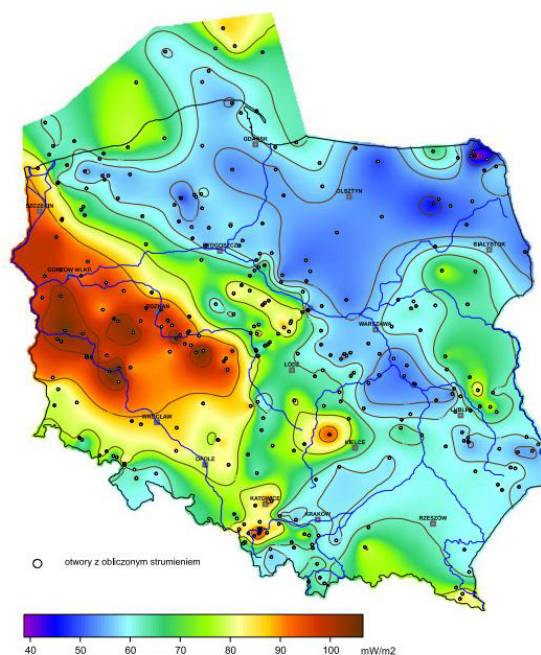 GDAŃSK
OLSZTYN
SZCZECIN
BYDGOSZCZ
BIAŁYSTOK
GORZÓW WLKP.
POZNAŃ
WARSZAWA
ŁÓDŹ
LUBLIN
WROCŁAW
KIELCE
OPOLE
KATOWICE
KRAKÓW
RZESZÓW
otwory z obliczonym strumieniem
40 50 60 70 80 90 100 mW/m2